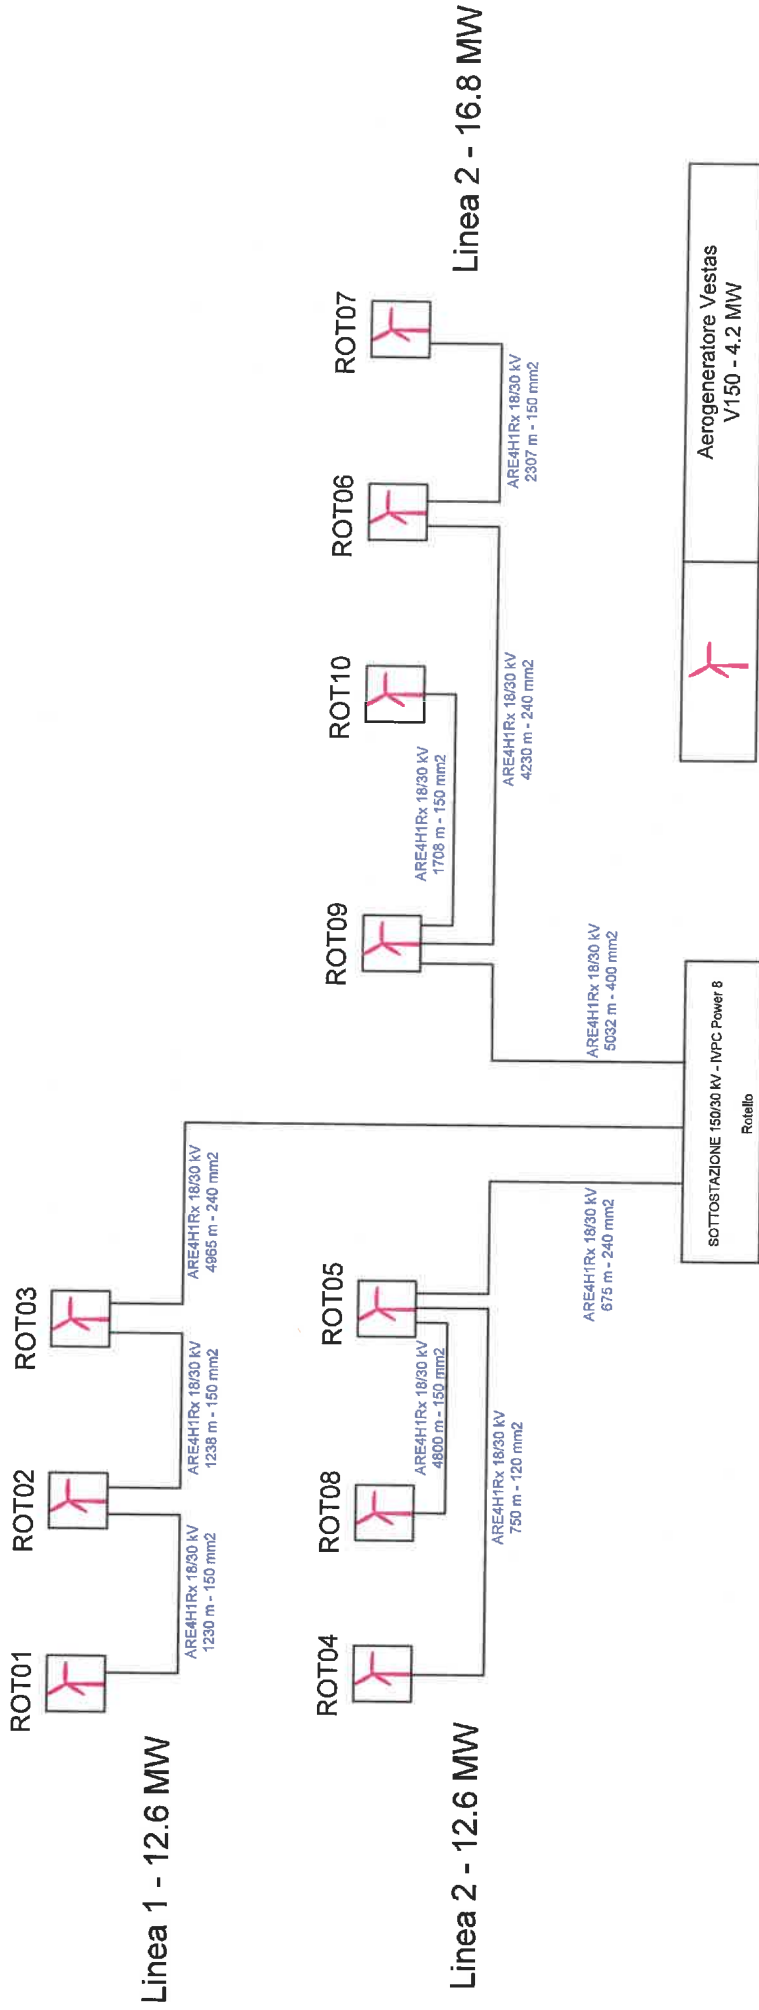 Linea 1 - 12.6 MW
ROT01
ROT02
ROT03
ARE4H1Rx 18/30 kV
1230 m - 150 mm2
ARE4H1Rx 18/30 kV
1238 m - 150 mm2
ARE4H1Rx 18/30 kV
4965 m - 240 mm2
Linea 2 - 12.6 MW
ROT04
ROT08
ROT05
ARE4H1Rx 18/30 kV
4800 m - 150 mm2
ARE4H1Rx 18/30 kV
750 m - 120 mm2
ARE4H1Rx 18/30 kV
675 m - 240 mm2
ROT09
ROT10
ROT06
ROT07
Linea 2 - 16.8 MW
ARE4H1Rx 18/30 kV
1708 m - 150 mm2
ARE4H1Rx 18/30 kV
2307 m - 150 mm2
ARE4H1Rx 18/30 kV
4230 m - 240 mm2
ARE4H1Rx 18/30 kV
5032 m - 400 mm2
SOTTOSTAZIONE 150/30 kV - IVPC Power 8
Rotello
Aerogeneratore Vestas
V150 - 4.2 MW